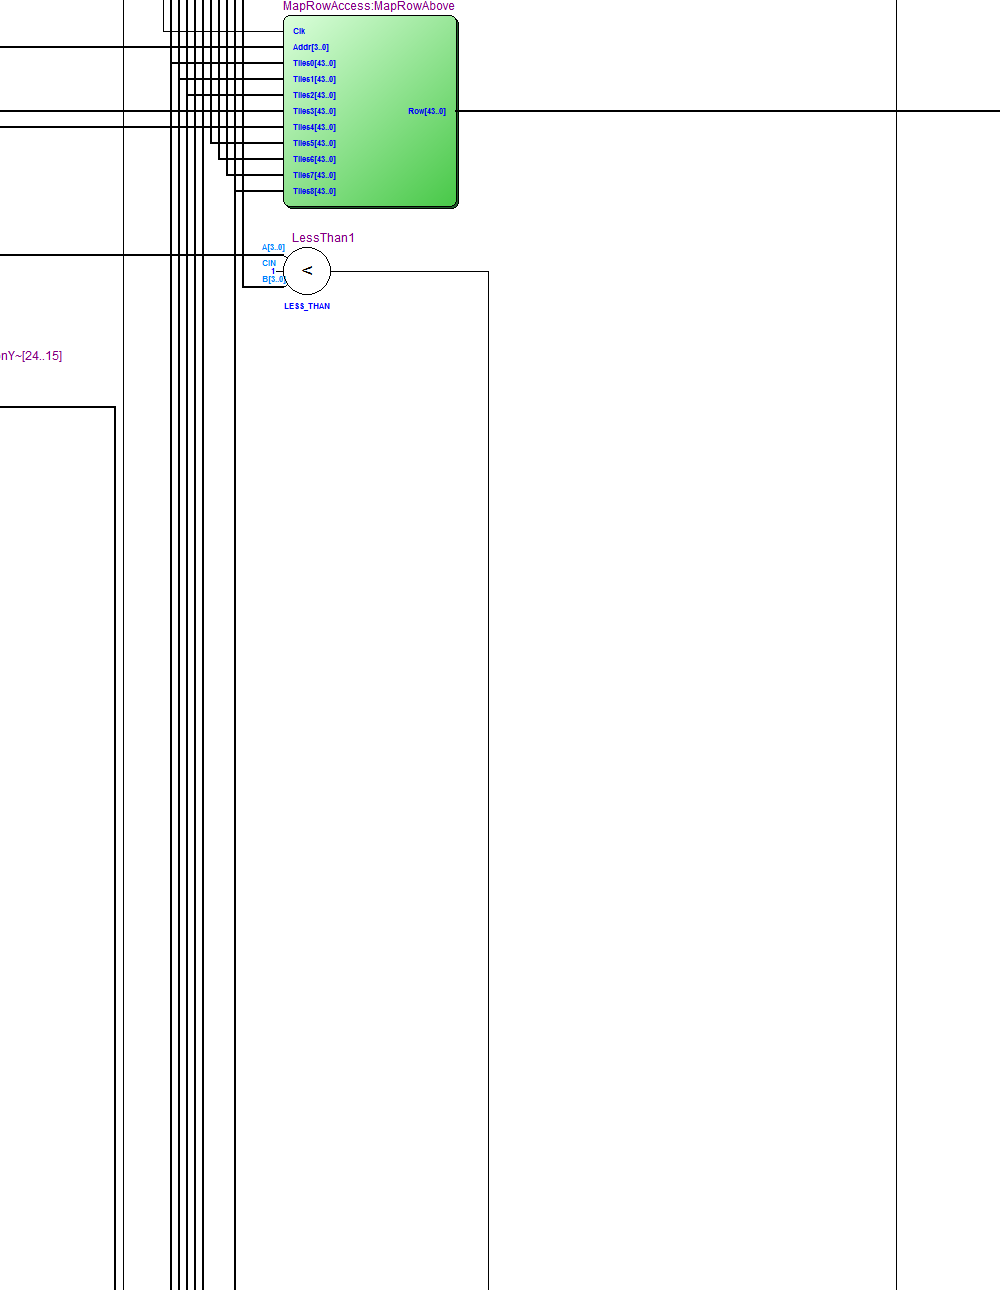 MapRowAccess:MapRowAbove
Clk
Addr[3..0]
Tiles0[43..0]
Tiles1[43..0]
Tiles2[43..0]
Tiles3[43..0]
Row[43..0]
Tiles4[43..0]
Tiles5[43..0]
Tiles6[43..0]
Tiles7[43..0]
Tiles8[43..0]
LessThan1
A[3..0]
CIN
1
<
B[3..0]
LESS_THAN
nY~[24..15]